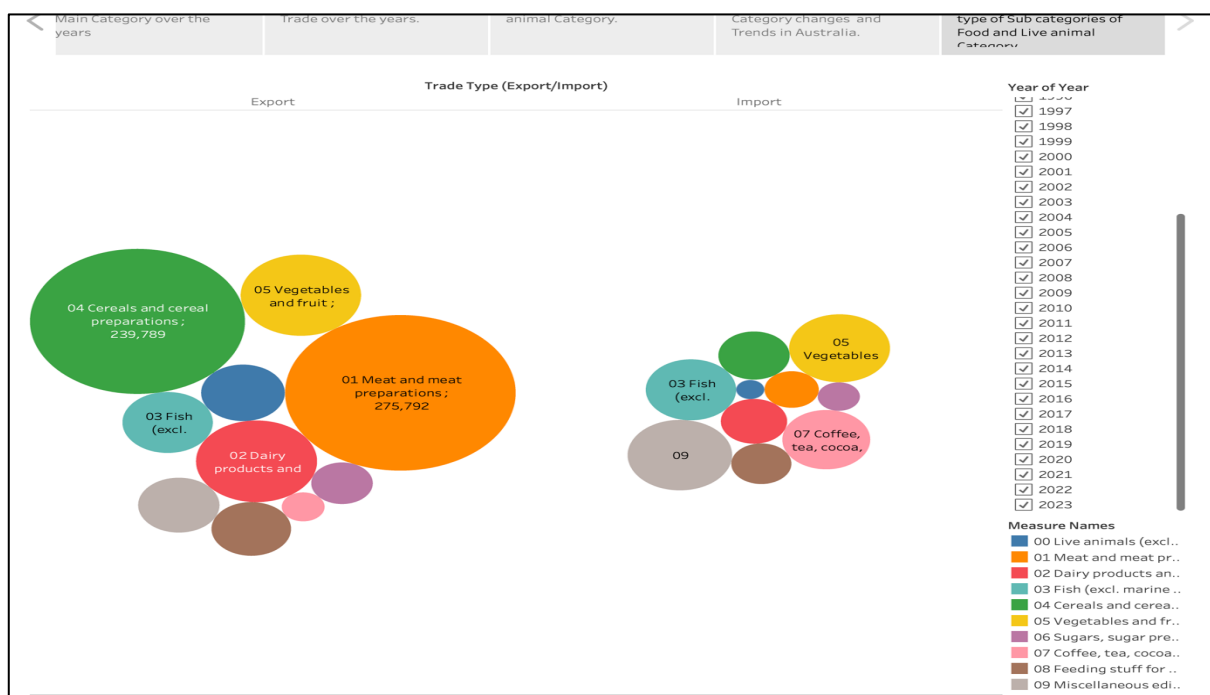 Main Category over the
years
Trade over the years.
animal Category.
Category changes and
Trends in Australia.
type of Sub categories of
Food and Live animal
Category
Trade Type (Export/Import)
Export
Import
04 Cereals and cereal
preparations ;
239,789
05 Vegetables
and fruit ;
01 Meat and meat
preparations ;
275,792
03 Fish
(excl.
02 Dairy
products and
05
Vegetables
03 Fish
(excl.
07 Coffee,
tea, cocoa,
09
Year of Year
1996
1997
1998
1999
2000
2001
2002
2003
2004
2005
2006
2007
2008
2009
2010
2011
2012
2013
2014
2015
2016
2017
2018
2019
2020
2021
2022
2023
Measure Names
00 Live animals (excl..
01 Meat and meat pr..
02 Dairy products an..
03 Fish (excl. marine ..
04 Cereals and cerea..
05 Vegetables and fr..
06 Sugars, sugar pre..
07 Coffee, tea, cocoa..
08 Feeding stuff for ..
09 Miscellaneous edi..